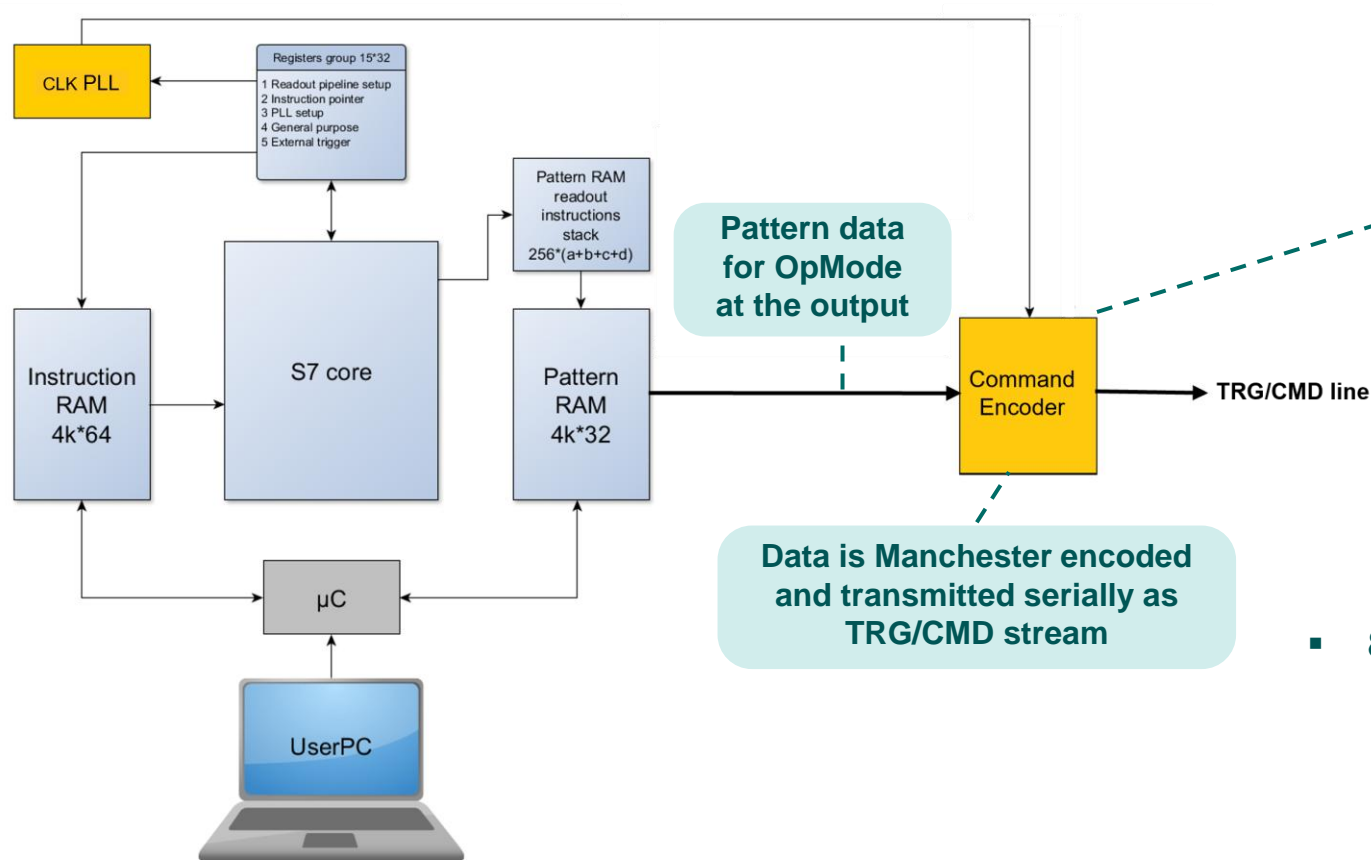 CLK PLL
Registers group 15*32
1 Readout pipeline setup
2 Instruction pointer
3 PLL setup
4 General purpose
5 External trigger
Pattern RAM
readout
instructions
stack
256*(a+b+c+d)
Pattern data
for OpMode
at the output
Instruction
RAM
4k*64
S7 core
Pattern
RAM
4k*32
Command
Encoder
TRG/CMD line
Data is Manchester encoded
and transmitted serially as
TRG/CMD stream
µC
UserPC